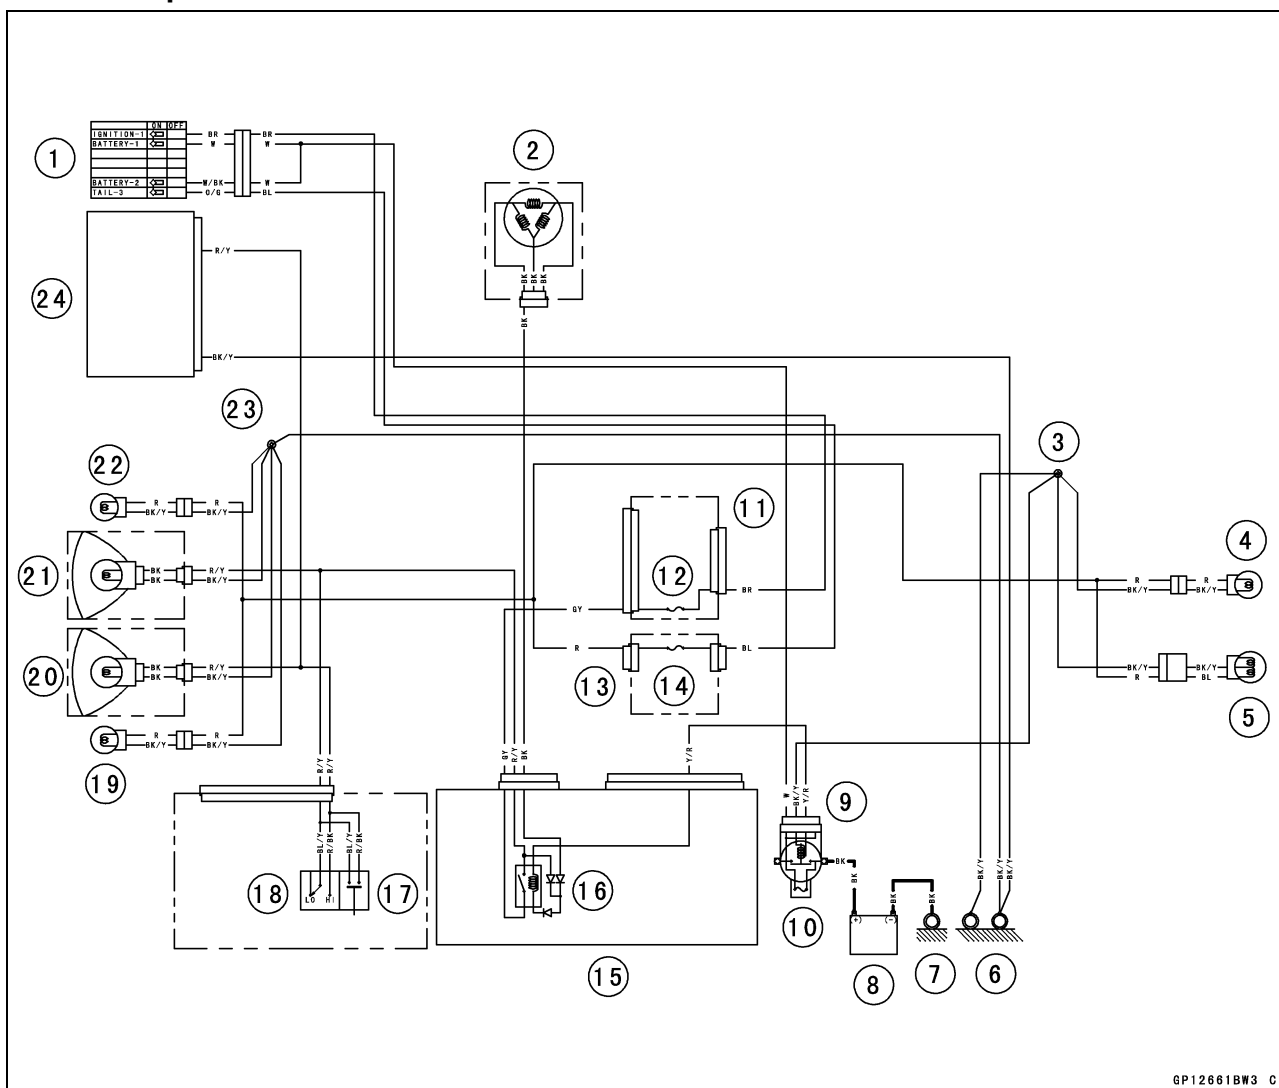 ON OFF
IGNITION-1
BATTERY-1
BATTERY-2
TAIL-3
BR
W
W/BK
O/G
BR
W
W
BL
1
2
BK
BK
BK
BK
R/Y
24
BK/Y
23
3
22
R
BK/Y
R
BK/Y
11
12
BR
GY
4
R
BK/Y
R
BK/Y
21
BK
BK
R/Y
BK/Y
20
BK
BK
R/Y
BK/Y
13
R
14
BL
BK/Y
R
BK/Y
BL
5
19
R
BK/Y
R
BK/Y
R/Y
R/Y
GY
R/Y
BK
Y/R
W
BK/Y
Y/R
9
BL/Y
R/BK
BL/Y
R/BK
18
LO HI
17
16
BK
BK
10
(+)
(-)
BK
BK
BK/Y
BK/Y
BK/Y
15
8
7
6
GP12661BW3 C